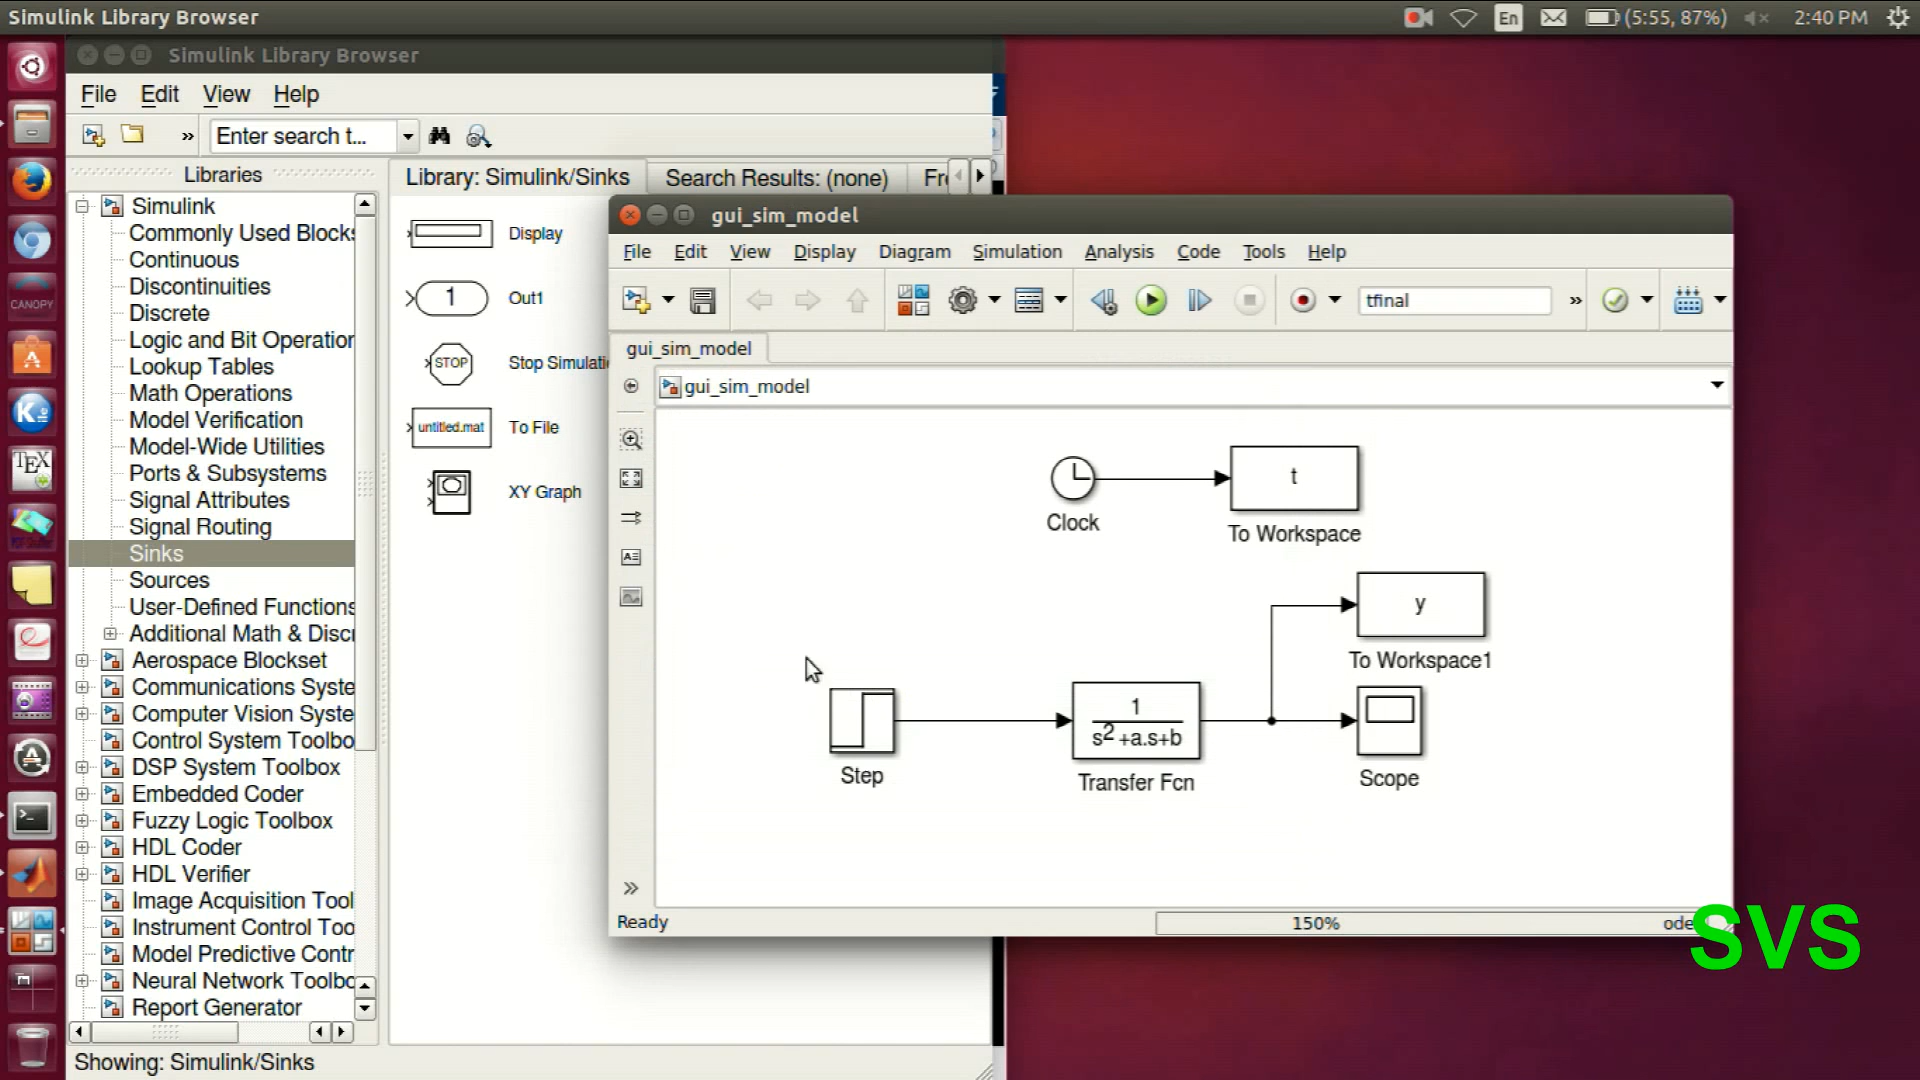 Simulink Library Browser
En
(5:55, 87%)
2:40 PM
Simulink Library Browser
File Edit View Help
» Enter search t...
Libraries
Simulink
Commonly Used Blocks
Continuous
Discontinuities
Discrete
Logic and Bit Operation
Lookup Tables
Math Operations
Model Verification
Model-Wide Utilities
Ports & Subsystems
Signal Attributes
Signal Routing
Sinks
Sources
User-Defined Functions
Additional Math & Discr
Aerospace Blockset
Communications Syste
Computer Vision Syste
Control System Toolbo
DSP System Toolbox
Embedded Coder
Fuzzy Logic Toolbox
HDL Coder
HDL Verifier
Image Acquisition Tool
Instrument Control Too
Model Predictive Contr
Neural Network Toolbo
Report Generator
Showing: Simulink/Sinks
Library: Simulink/Sinks Search Results: (none) Fr
Display
1 Out1
STOP Stop Simulati
untitled.mat To File
XY Graph
gui_sim_model
File Edit View Display Diagram Simulation Analysis Code Tools Help
tfinal »
gui_sim_model
gui_sim_model
t
Clock
To Workspace
y
To Workspace1
1
s2 +a.s+b
Step
Transfer Fcn
Scope
»
Ready 150% ode
SVS
CANOPY
TEX